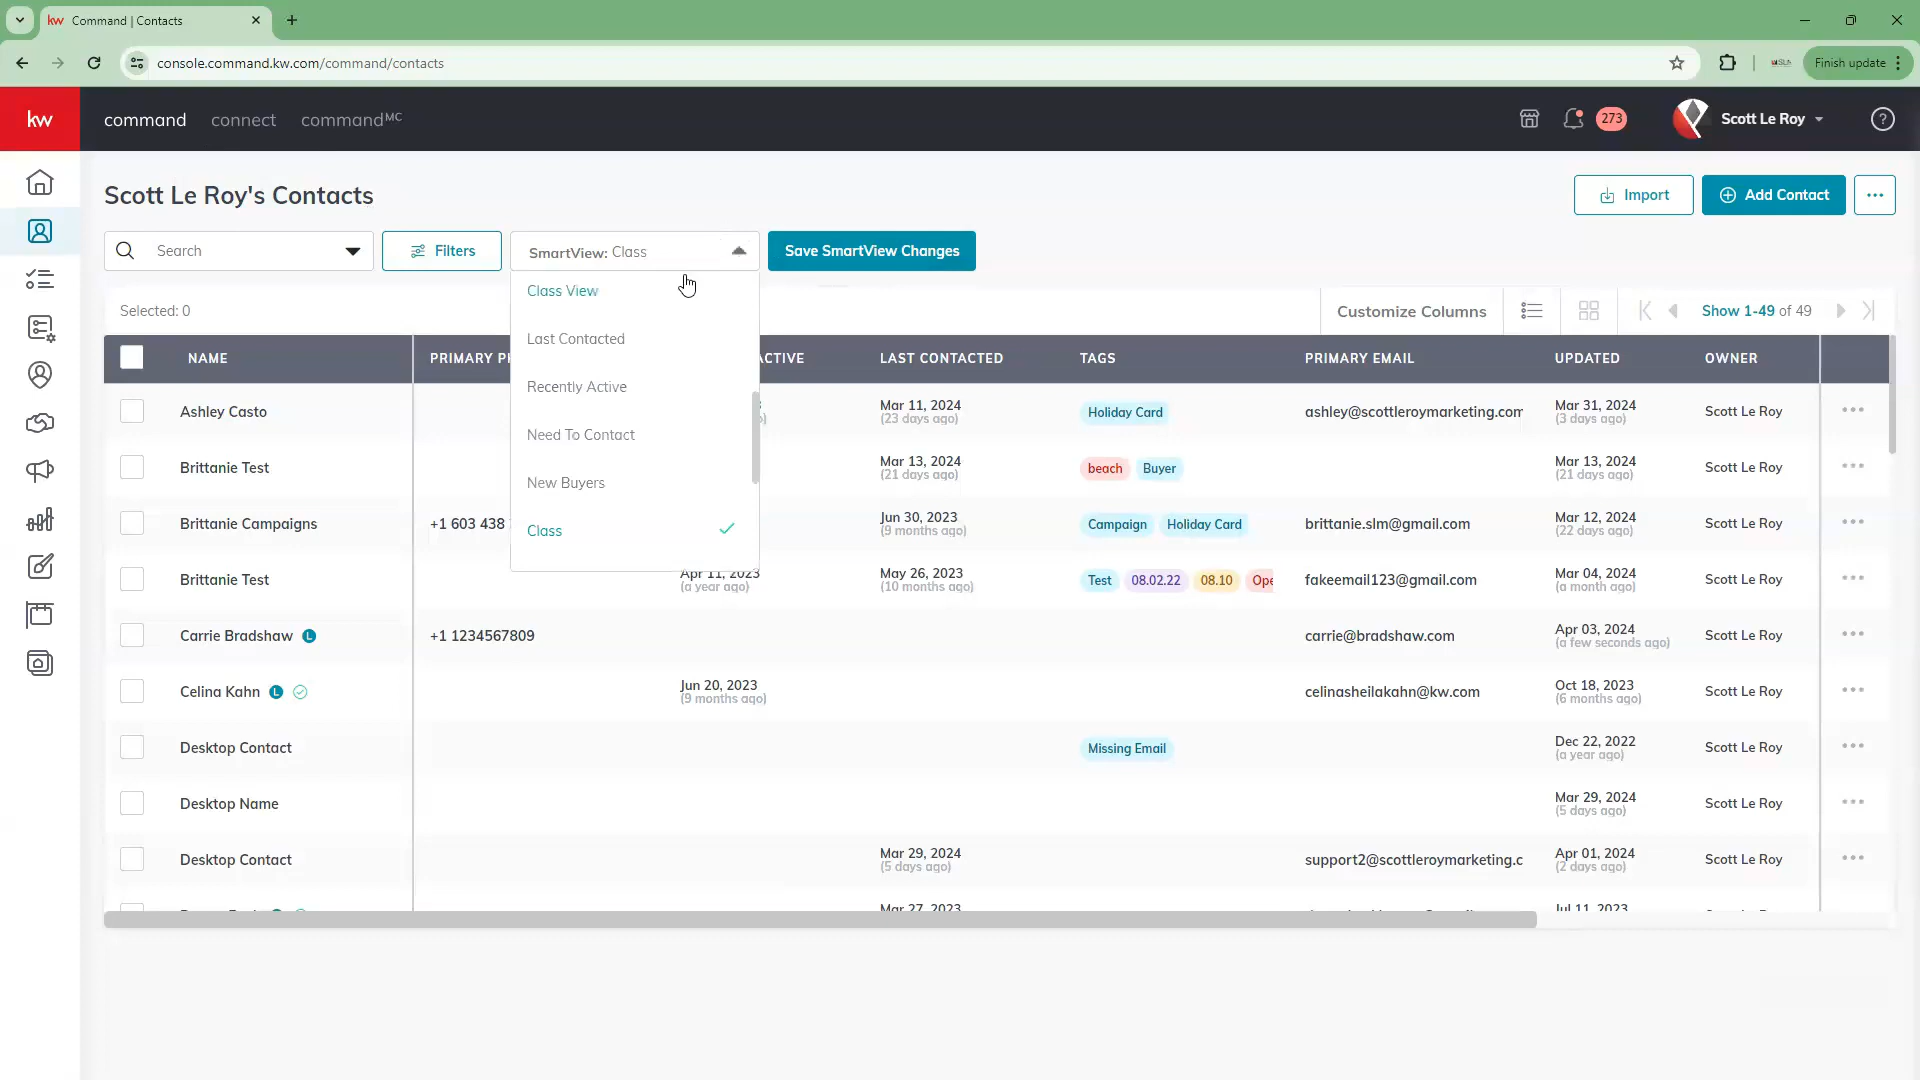 kw Command | Contacts
console.command.kw.com/command/contacts
Finish update
kw
command connect commandMC
273
Scott Le Roy
Scott Le Roy's Contacts
Import
Add Contact
Search
Filters
SmartView: Class
Save SmartView Changes
Class View
Last Contacted
Recently Active
Need To Contact
New Buyers
Class
Selected: 0
Customize Columns
Show 1-49 of 49
NAME PRIMARY PH CTIVE LAST CONTACTED TAGS PRIMARY EMAIL UPDATED OWNER
Ashley Casto Mar 11, 2024 Holiday Card ashley@scottleroymarketing.com Mar 31, 2024 Scott Le Roy
(23 days ago) (3 days ago)
Brittanie Test Mar 13, 2024 beach Buyer Mar 13, 2024 Scott Le Roy
(21 days ago) (21 days ago)
Brittanie Campaigns +1 603 438 Jun 30, 2023 Campaign Holiday Card brittanie.slm@gmail.com Mar 12, 2024 Scott Le Roy
(9 months ago) (22 days ago)
Brittanie Test Apr 11, 2023 May 26, 2023 Test 08.02.22 08.10 Ope fakeemail123@gmail.com Mar 04, 2024 Scott Le Roy
(a year ago) (10 months ago) (a month ago)
Carrie Bradshaw L +1 1234567809 carrie@bradshaw.com Apr 03, 2024 Scott Le Roy
(a few seconds ago)
Celina Kahn L Jun 20, 2023 celinasheilakahn@kw.com Oct 18, 2023 Scott Le Roy
(9 months ago) (6 months ago)
Desktop Contact Missing Email Dec 22, 2022 Scott Le Roy
(a year ago)
Desktop Name Mar 29, 2024 Scott Le Roy
(5 days ago)
Desktop Contact Mar 29, 2024 support2@scottleroymarketing.c Apr 01, 2024 Scott Le Roy
(5 days ago) (2 days ago)
Mar 27, 2023 Jul 11, 2023